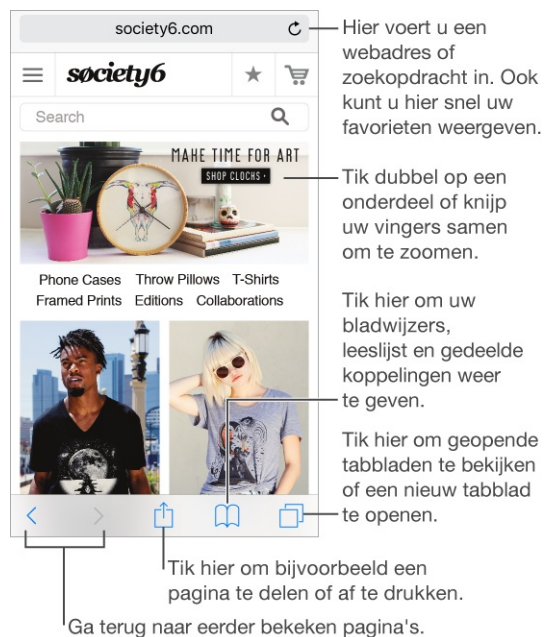 society6.com
Hier voert u een
webadres of
zoekopdracht in. Ook
kunt u hier snel uw
favorieten weergeven.
society6
Search
MAKE TIME FOR ART
SHOP CLOCKS ›
Tik dubbel op een
onderdeel of knijp
uw vingers samen
om te zoomen.
Phone Cases Throw Pillows T-Shirts
Framed Prints Editions Collaborations
Tik hier om uw
bladwijzers,
leeslijst en gedeelde
koppelingen weer
te geven.
Tik hier om geopende
tabbladen te bekijken
of een nieuw tabblad
te openen.
Tik hier om bijvoorbeeld een
pagina te delen of af te drukken.
Ga terug naar eerder bekeken pagina's.